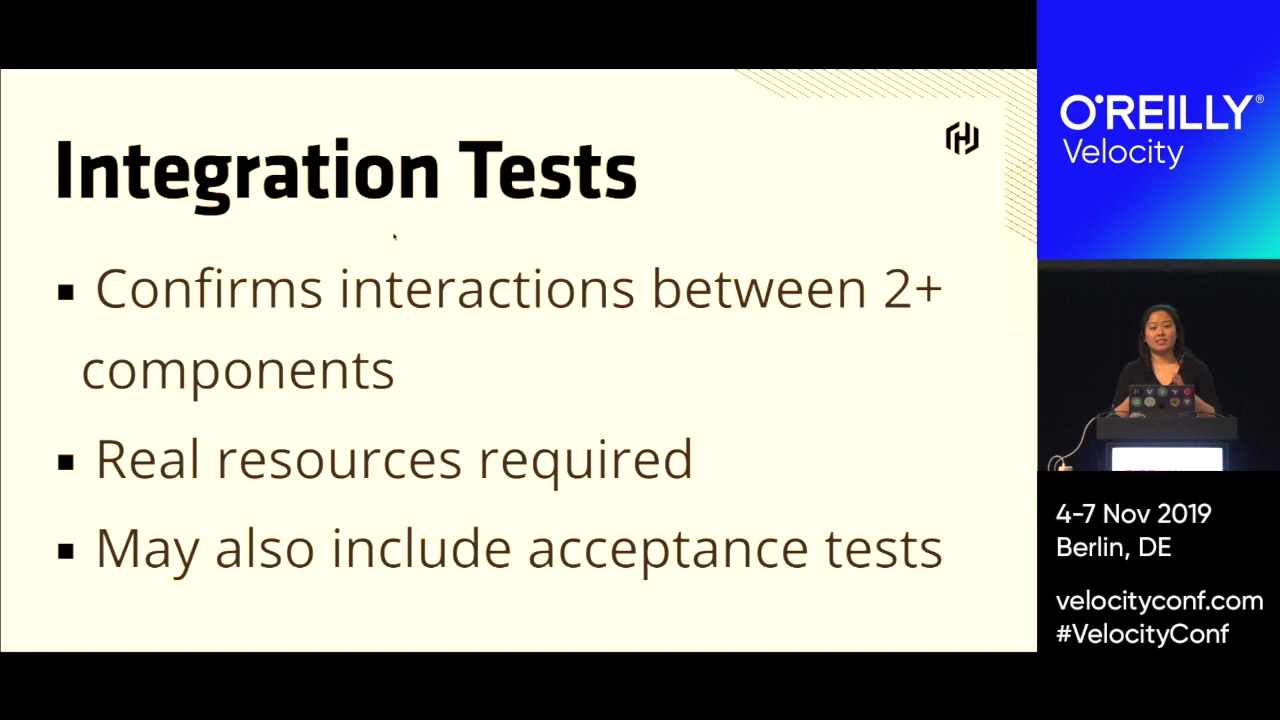 Integration Tests
▪ Confirms interactions between 2+
components
▪ Real resources required
▪ May also include acceptance tests
O'REILLY®
Velocity
4-7 Nov 2019
Berlin, DE
velocityconf.com
#VelocityConf